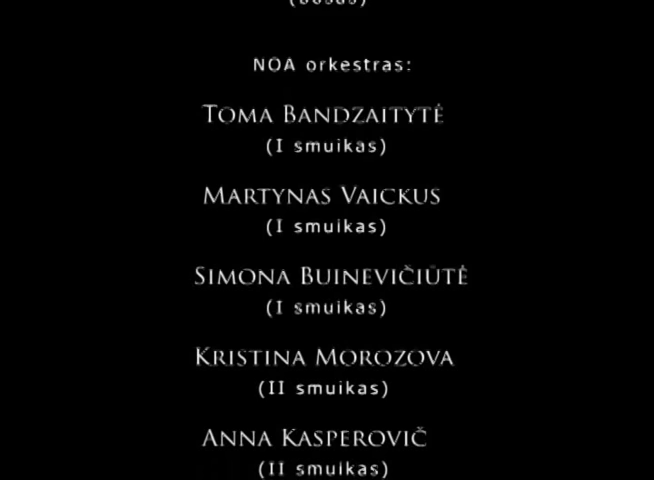 NOA orkestras:
TOMA BANDZAITYTĖ
(I smuikas)
MARTYNAS VAICKUS
(I smuikas)
SIMONA BUINEVIČIŪTĖ
(I smuikas)
KRISTINA MOROZOVA
(II smuikas)
ANNA KASPEROVIČ
(II smuikas)